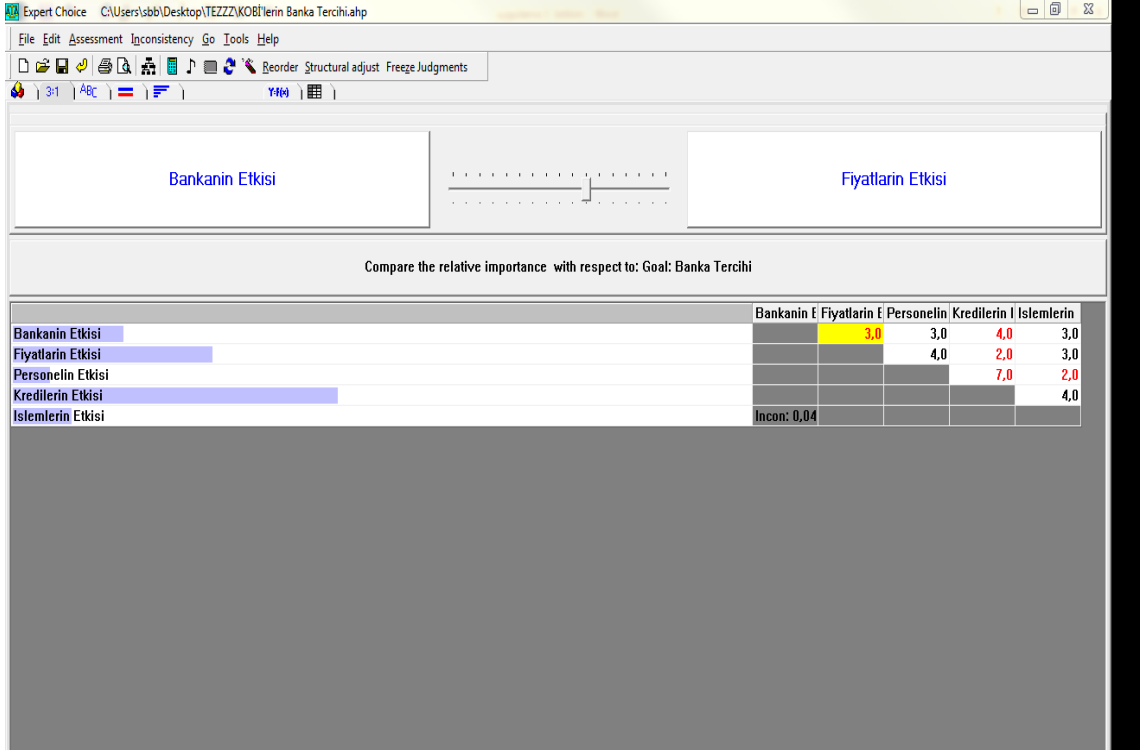 Expert Choice C:\Users\sbb\Desktop\TEZZZ\KOBİ'lerin Banka Tercihi.ahp
File Edit Assessment Inconsistency Go Tools Help
Reorder Structural adjust Freeze Judgments
3:1 ABC Y:f(x)
Bankanin Etkisi Fiyatlarin Etkisi
Compare the relative importance with respect to: Goal: Banka Tercihi
Bankanin E Fiyatlarin E Personelin Kredilerin I Islemlerin
Bankanin Etkisi 3,0 3,0 4,0 3,0
Fiyatlarin Etkisi 4,0 2,0 3,0
Personelin Etkisi 7,0 2,0
Kredilerin Etkisi 4,0
Islemlerin Etkisi Incon: 0,04